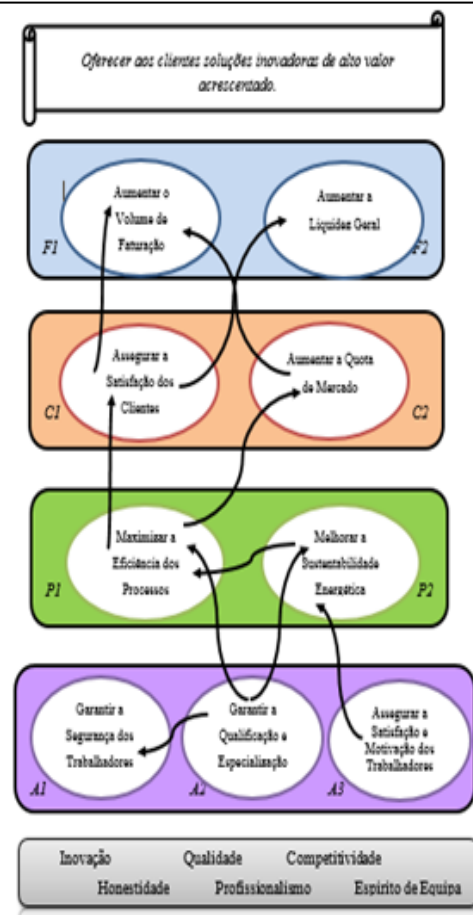 Oferecer aos clientes soluções inovadoras de alto valor
acrescentado.
Aumentar o
Volume de
Faturação
F1
Aumentar a
Liquidez Geral
F2
Assegurar a
Satisfação dos
Clientes
C1
Aumentar a Quota
de Mercado
C2
Maximizar a
Eficiência dos
Processos
P1
Melhorar a
Sustentabilidade
Energética
P2
Garantir a
Segurança dos
Trabalhadores
A1
Garantir a
Qualificação e
Especialização
A2
Assegurar a
Satisfação e
Motivação dos
Trabalhadores
A3
Inovação Qualidade Competitividade
Honestidade Profissionalismo Espírito de Equipa